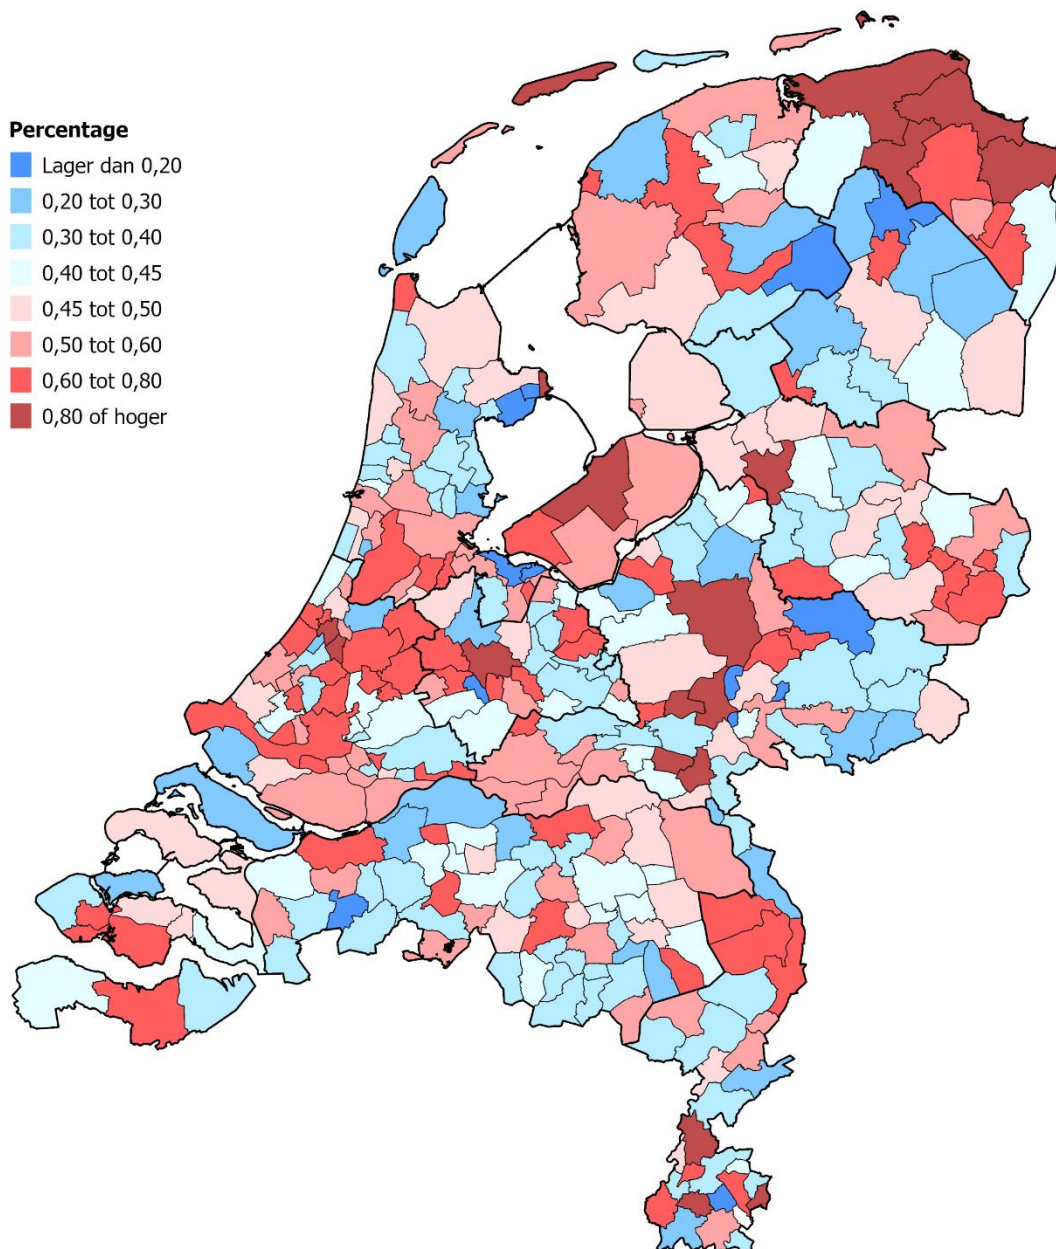 Percentage
Lager dan 0,20
0,20 tot 0,30
0,30 tot 0,40
0,40 tot 0,45
0,45 tot 0,50
0,50 tot 0,60
0,60 tot 0,80
0,80 of hoger